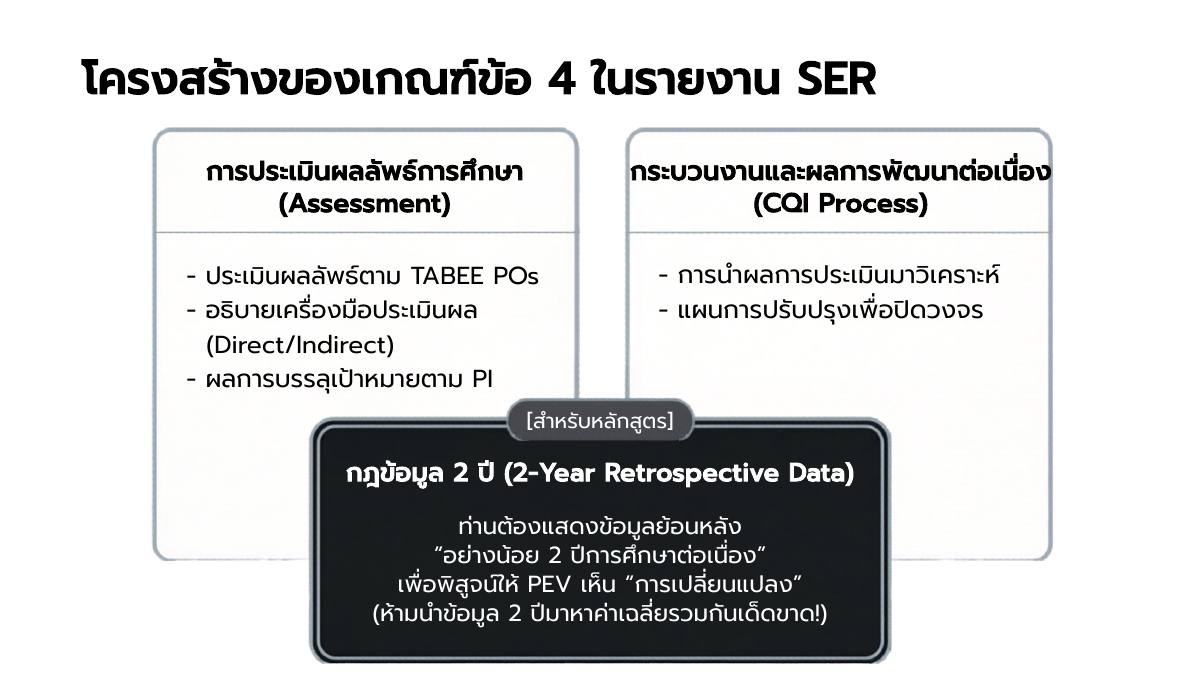 โครงสร้างของเกณฑ์ข้อ 4 ในรายงาน SER
การประเมินผลลัพธ์การศึกษา
(Assessment)
- ประเมินผลลัพธ์ตาม TABEE POs
- อธิบายเครื่องมือประเมินผล
(Direct/Indirect)
- ผลการบรรลุเป้าหมายตาม PI
กระบวนงานและผลการพัฒนาต่อเนื่อง
(CQI Process)
- การนำผลการประเมินมาวิเคราะห์
- แผนการปรับปรุงเพื่อปิดวงจร
[สำหรับหลักสูตร]
กฎข้อมูล 2 ปี (2-Year Retrospective Data)
ท่านต้องแสดงข้อมูลย้อนหลัง
“อย่างน้อย 2 ปีการศึกษาต่อเนื่อง”
เพื่อพิสูจน์ให้ PEV เห็น “การเปลี่ยนแปลง”
(ห้ามนำข้อมูล 2 ปีมาหาค่าเฉลี่ยรวมกันเด็ดขาด!)